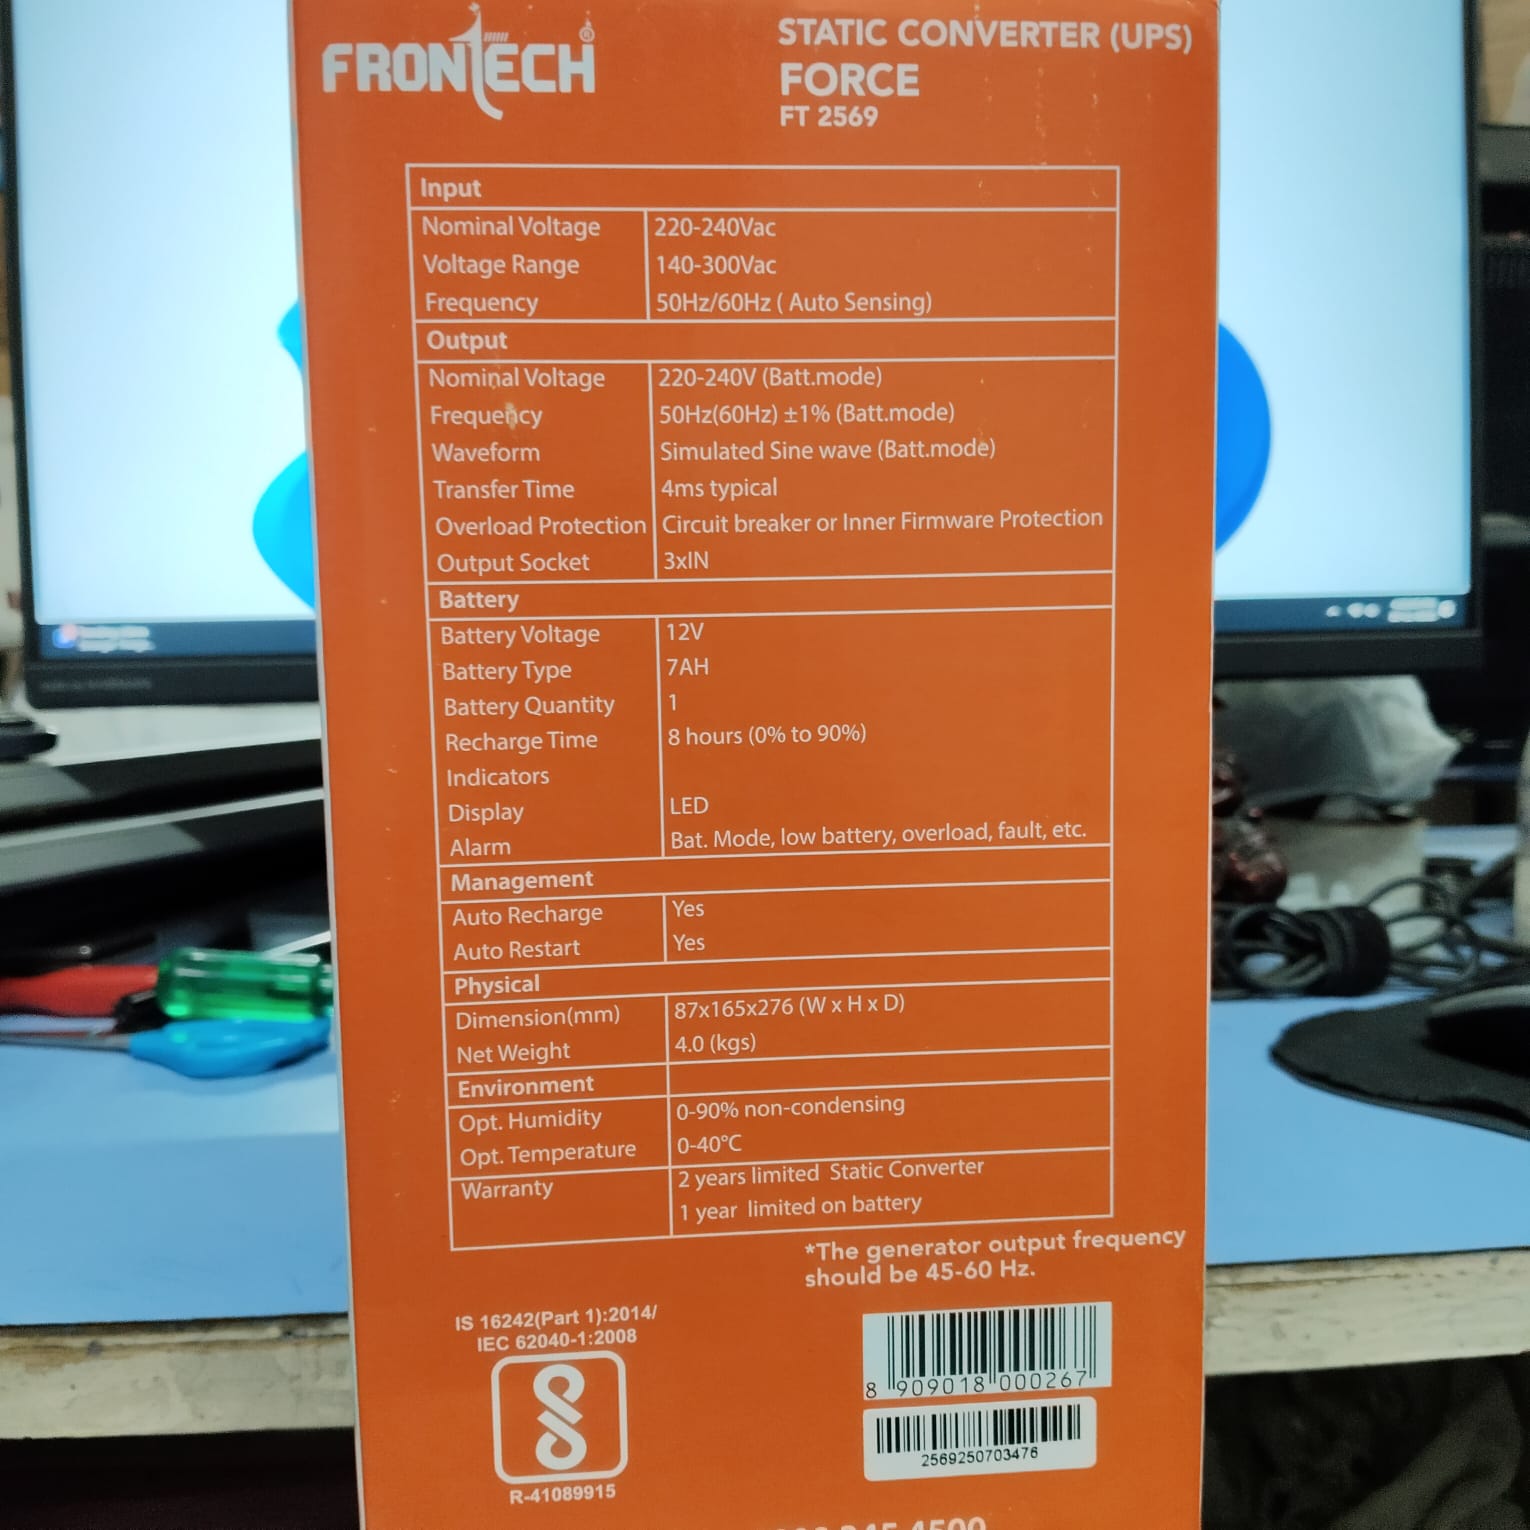 FRONTECH®
STATIC CONVERTER (UPS)
FORCE
FT 2569
Input
Nominal Voltage 220-240Vac
Voltage Range 140-300Vac
Frequency 50Hz/60Hz ( Auto Sensing)
Output
Nominal Voltage 220-240V (Batt.mode)
Frequency 50Hz(60Hz) ±1% (Batt.mode)
Waveform Simulated Sine wave (Batt.mode)
Transfer Time 4ms typical
Overload Protection Circuit breaker or Inner Firmware Protection
Output Socket 3xIN
Battery
Battery Voltage 12V
Battery Type 7AH
Battery Quantity 1
Recharge Time 8 hours (0% to 90%)
Indicators
Display LED
Alarm Bat. Mode, low battery, overload, fault, etc.
Management
Auto Recharge Yes
Auto Restart Yes
Physical
Dimension(mm) 87x165x276 (W x H x D)
Net Weight 4.0 (kgs)
Environment
Opt. Humidity 0-90% non-condensing
Opt. Temperature 0-40°C
Warranty 2 years limited Static Converter
1 year limited on battery
*The generator output frequency
should be 45-60 Hz.
IS 16242(Part 1):2014/
IEC 62040-1:2008
R-41089915
8 909018 000267
2569250703476